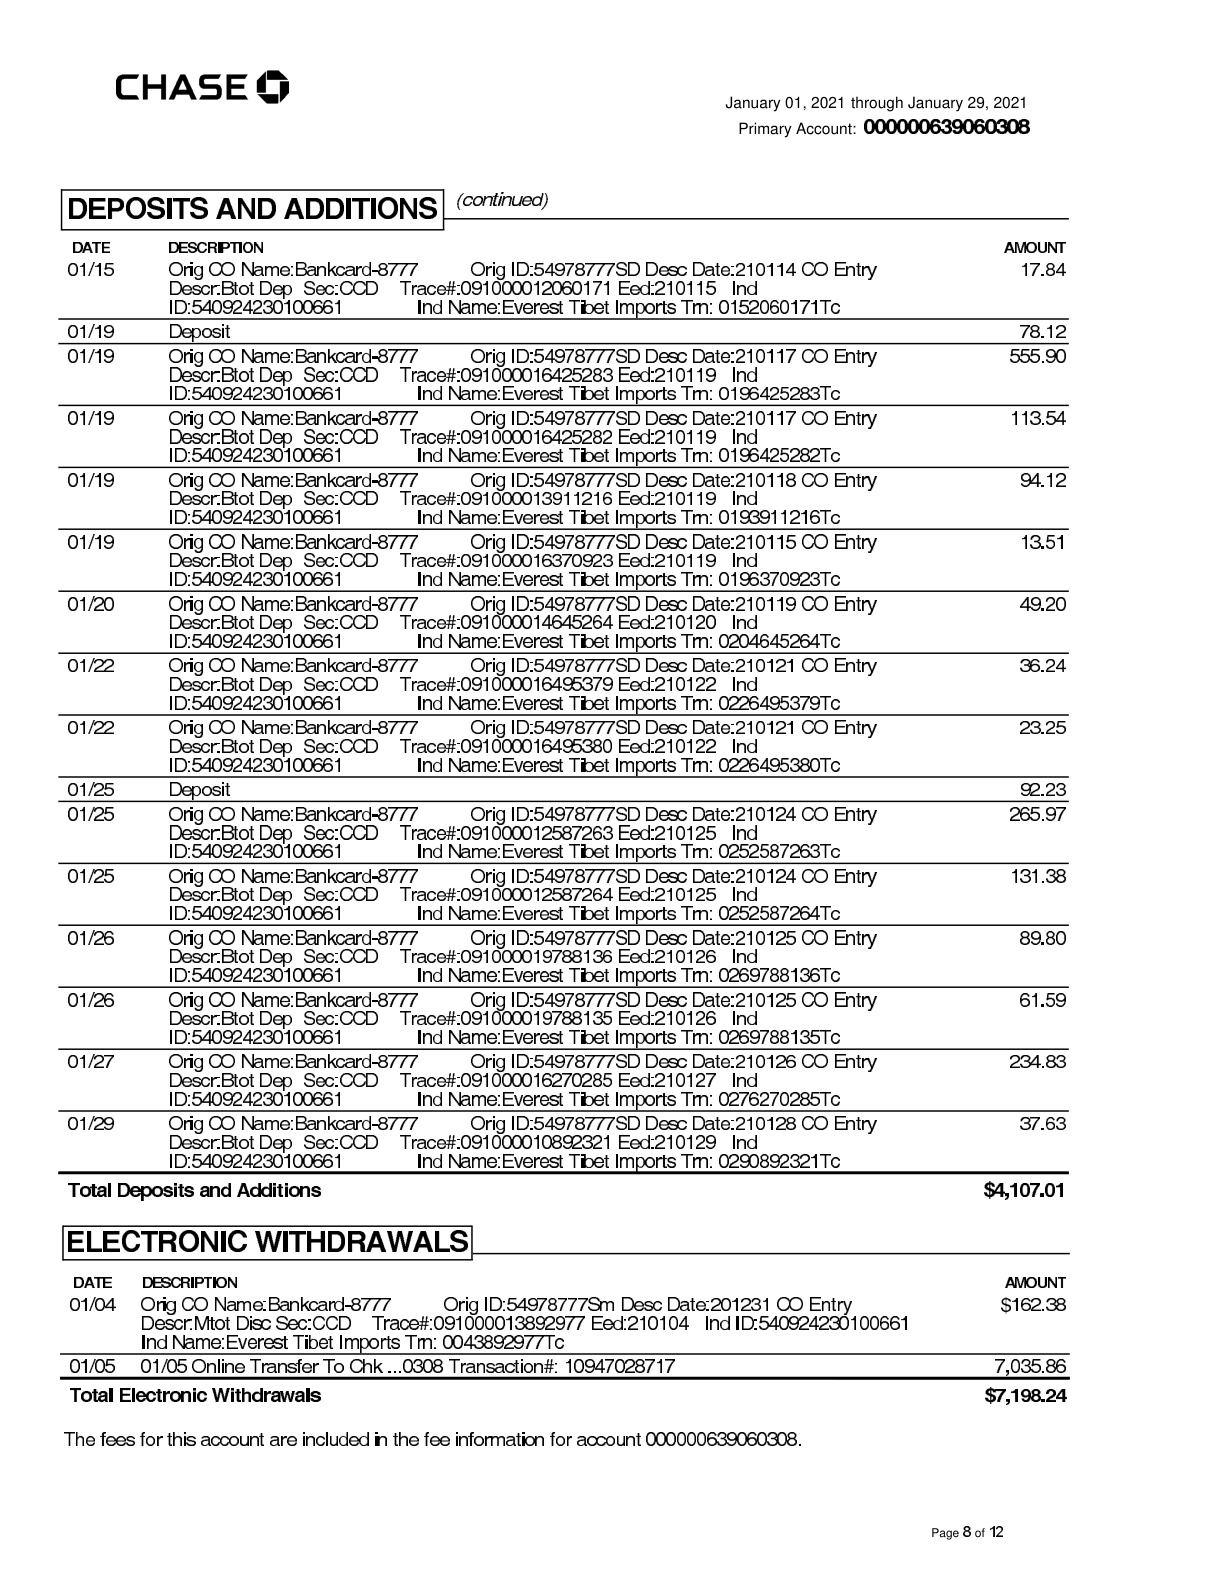 CHASE
January 01, 2021 through January 29, 2021
Primary Account: 000000639060308
DEPOSITS AND ADDITIONS (continued)
DATE DESCRIPTION AMOUNT
01/15 Orig CO Name:Bankcard-8777 Orig ID:54978777SD Desc Date:210114 CO Entry 17.84
Descr:Btot Dep Sec:CCD Trace#:091000012060171 Eed:210115 Ind
ID:540924230100661 Ind Name:Everest Tibet Imports Trn: 0152060171Tc
01/19 Deposit 78.12
01/19 Orig CO Name:Bankcard-8777 Orig ID:54978777SD Desc Date:210117 CO Entry 555.90
Descr:Btot Dep Sec:CCD Trace#:091000016425283 Eed:210119 Ind
ID:540924230100661 Ind Name:Everest Tibet Imports Trn: 0196425283Tc
01/19 Orig CO Name:Bankcard-8777 Orig ID:54978777SD Desc Date:210117 CO Entry 113.54
Descr:Btot Dep Sec:CCD Trace#:091000016425282 Eed:210119 Ind
ID:540924230100661 Ind Name:Everest Tibet Imports Trn: 0196425282Tc
01/19 Orig CO Name:Bankcard-8777 Orig ID:54978777SD Desc Date:210118 CO Entry 94.12
Descr:Btot Dep Sec:CCD Trace#:091000013911216 Eed:210119 Ind
ID:540924230100661 Ind Name:Everest Tibet Imports Trn: 0193911216Tc
01/19 Orig CO Name:Bankcard-8777 Orig ID:54978777SD Desc Date:210115 CO Entry 13.51
Descr:Btot Dep Sec:CCD Trace#:091000016370923 Eed:210119 Ind
ID:540924230100661 Ind Name:Everest Tibet Imports Trn: 0196370923Tc
01/20 Orig CO Name:Bankcard-8777 Orig ID:54978777SD Desc Date:210119 CO Entry 49.20
Descr:Btot Dep Sec:CCD Trace#:091000014645264 Eed:210120 Ind
ID:540924230100661 Ind Name:Everest Tibet Imports Trn: 0204645264Tc
01/22 Orig CO Name:Bankcard-8777 Orig ID:54978777SD Desc Date:210121 CO Entry 36.24
Descr:Btot Dep Sec:CCD Trace#:091000016495379 Eed:210122 Ind
ID:540924230100661 Ind Name:Everest Tibet Imports Trn: 0226495379Tc
01/22 Orig CO Name:Bankcard-8777 Orig ID:54978777SD Desc Date:210121 CO Entry 23.25
Descr:Btot Dep Sec:CCD Trace#:091000016495380 Eed:210122 Ind
ID:540924230100661 Ind Name:Everest Tibet Imports Trn: 0226495380Tc
01/25 Deposit 92.23
01/25 Orig CO Name:Bankcard-8777 Orig ID:54978777SD Desc Date:210124 CO Entry 265.97
Descr:Btot Dep Sec:CCD Trace#:091000012587263 Eed:210125 Ind
ID:540924230100661 Ind Name:Everest Tibet Imports Trn: 0252587263Tc
01/25 Orig CO Name:Bankcard-8777 Orig ID:54978777SD Desc Date:210124 CO Entry 131.38
Descr:Btot Dep Sec:CCD Trace#:091000012587264 Eed:210125 Ind
ID:540924230100661 Ind Name:Everest Tibet Imports Trn: 0252587264Tc
01/26 Orig CO Name:Bankcard-8777 Orig ID:54978777SD Desc Date:210125 CO Entry 89.80
Descr:Btot Dep Sec:CCD Trace#:091000019788136 Eed:210126 Ind
ID:540924230100661 Ind Name:Everest Tibet Imports Trn: 0269788136Tc
01/26 Orig CO Name:Bankcard-8777 Orig ID:54978777SD Desc Date:210125 CO Entry 61.59
Descr:Btot Dep Sec:CCD Trace#:091000019788135 Eed:210126 Ind
ID:540924230100661 Ind Name:Everest Tibet Imports Trn: 0269788135Tc
01/27 Orig CO Name:Bankcard-8777 Orig ID:54978777SD Desc Date:210126 CO Entry 234.83
Descr:Btot Dep Sec:CCD Trace#:091000016270285 Eed:210127 Ind
ID:540924230100661 Ind Name:Everest Tibet Imports Trn: 0276270285Tc
01/29 Orig CO Name:Bankcard-8777 Orig ID:54978777SD Desc Date:210128 CO Entry 37.63
Descr:Btot Dep Sec:CCD Trace#:091000010892321 Eed:210129 Ind
ID:540924230100661 Ind Name:Everest Tibet Imports Trn: 0290892321Tc
Total Deposits and Additions $4,107.01
ELECTRONIC WITHDRAWALS
DATE DESCRIPTION AMOUNT
01/04 Orig CO Name:Bankcard-8777 Orig ID:54978777Sm Desc Date:201231 CO Entry $162.38
Descr:Mtot Disc Sec:CCD Trace#:091000013892977 Eed:210104 Ind ID:540924230100661
Ind Name:Everest Tibet Imports Trn: 0043892977Tc
01/05 01/05 Online Transfer To Chk ...0308 Transaction#: 10947028717 7,035.86
Total Electronic Withdrawals $7,198.24
The fees for this account are included in the fee information for account 000000639060308.
Page 8 of 12